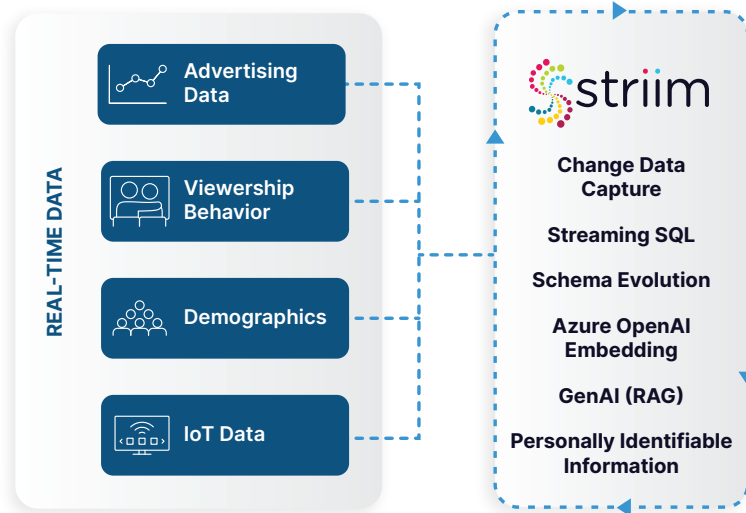 REAL-TIME DATA
Advertising
Data
Viewership
Behavior
Demographics
IoT Data
striim
Change Data
Capture
Streaming SQL
Schema Evolution
Azure OpenAI
Embedding
GenAI (RAG)
Personally Identifiable
Information